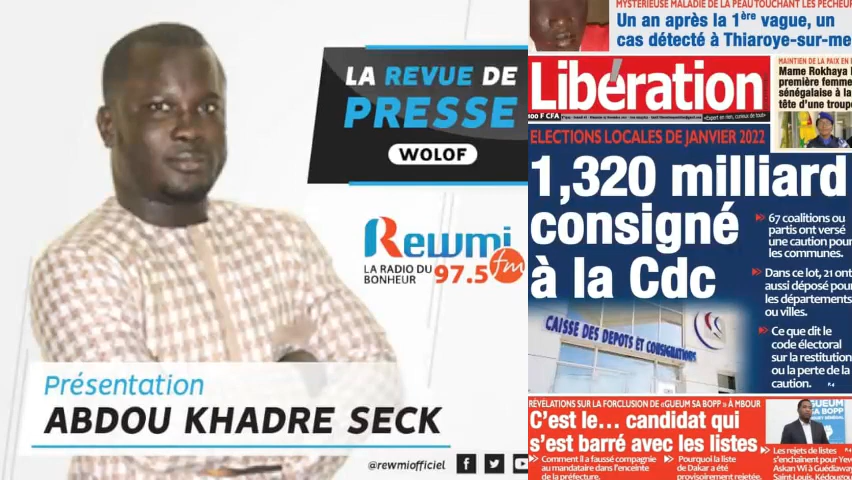 LA REVUE DE
PRESSE
WOLOF
Rewmi
fm
LA RADIO DU
BONHEUR
97.5
Présentation
ABDOU KHADRE SECK
@rewmiofficiel
MYSTERIEUSE MALADIE DE LA PEAU TOUCHANT LES PECHEUR
Un an après la 1ère vague, un
cas détecté à Thiaroye-sur-me
Libération
100 F CFA
MAINTIEN DE LA PAIX EN
Mame Rokhaya
première femme
sénégalaise à la
tête d'une troupe
ELECTIONS LOCALES DE JANVIER 2022
1,320 milliard
consigné
à la Cdc
67 coalitions ou
partis ont versé
une caution pour
les communes.
Dans ce lot, 21 ont
aussi déposé pour
les départements
ou villes.
Ce que dit le
code électoral
sur la restitution
ou la perte de la
caution.
CAISSE DES DEPOTS ET CONSIGNATIONS
RÉVÉLATIONS SUR LA FORCLUSION DE «GUEUM SA BOPP » À MBOUR
C'est le... candidat qui
s'est barré avec les listes
Comment il a faussé compagnie
au mandataire dans l'enceinte
de la préfecture.
Pourquoi la liste
de Dakar a été
provisoirement rejetée.
GUEUM
SA BOPP
Les rejets de listes
s'enchaînent pour Yew
Askan Wi à Guédiaway
Saint-Louis, Kédougou